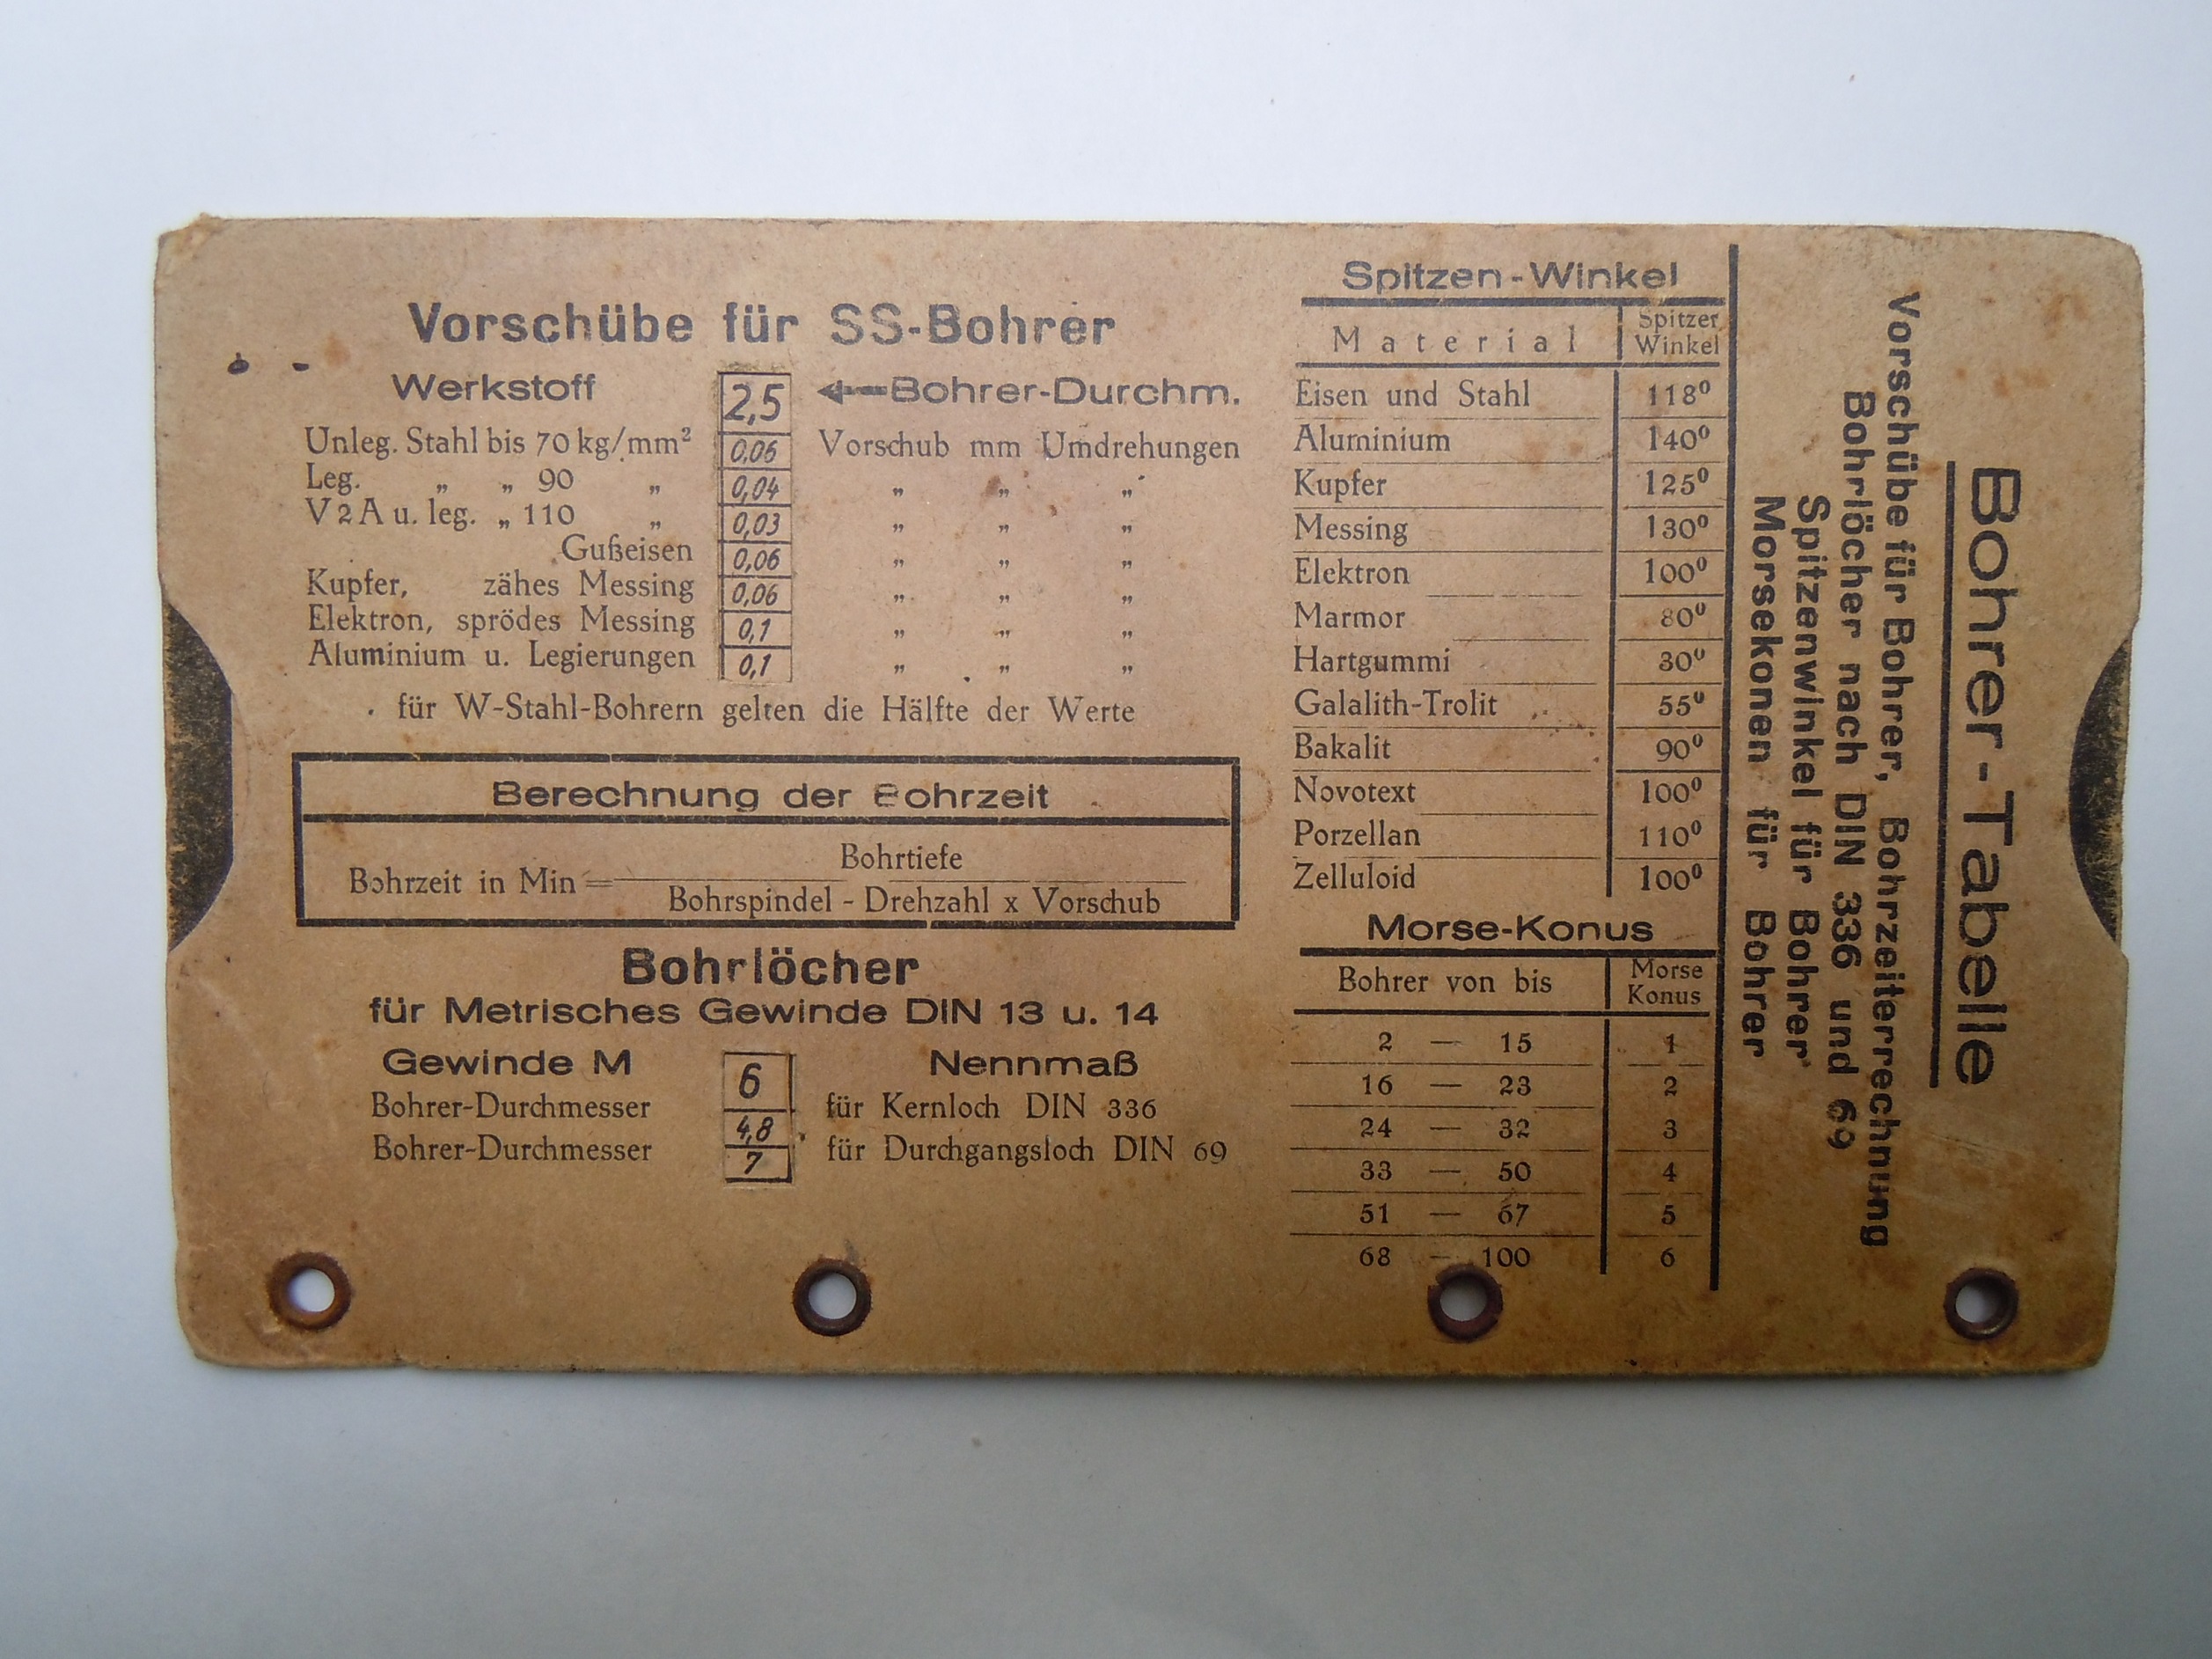 Vorschübe für SS-Bohrer
Werkstoff 2,5 Bohrer-Durchm.
Unleg. Stahl bis 70 kg/mm² 0,06 Vorschub mm Umdrehungen
Leg. „ „ 90 „ 0,04 „ „ „
V2A u. leg. „ 110 „ 0,03 „ „ „
Gußeisen 0,06 „ „ „
Kupfer, zähes Messing 0,06 „ „ „
Elektron, sprödes Messing 0,1 „ „ „
Aluminium u. Legierungen 0,1 „ „ „
für W-Stahl-Bohrern gelten die Hälfte der Werte
Berechnung der Bohrzeit
Bohrtiefe
Bohrzeit in Min =
Bohrspindel - Drehzahl x Vorschub
Bohrlöcher
für Metrisches Gewinde DIN 13 u. 14
Gewinde M 6 Nennmaß
Bohrer-Durchmesser 4,8 für Kernloch DIN 336
Bohrer-Durchmesser 7 für Durchgangsloch DIN 69
Spitzen-Winkel
Material Spitzen Winkel
Eisen und Stahl 118°
Aluminium 140°
Kupfer 125°
Messing 130°
Elektron 100°
Marmor 80°
Hartgummi 30°
Galalith-Trolit 55°
Bakalit 90°
Novotext 100°
Porzellan 110°
Zelluloid 100°
Morse-Konus
Bohrer von bis Morse Konus
2 — 15 1
16 — 23 2
24 — 32 3
33 — 50 4
51 — 67 5
68 — 100 6
Bohrer-Tabelle
Vorschübe für Bohrer, Bohrzeiterrechnung
Bohrlöcher nach DIN 336 und 69
Spitzenwinkel für Bohrer
Morsekonen für Bohrer